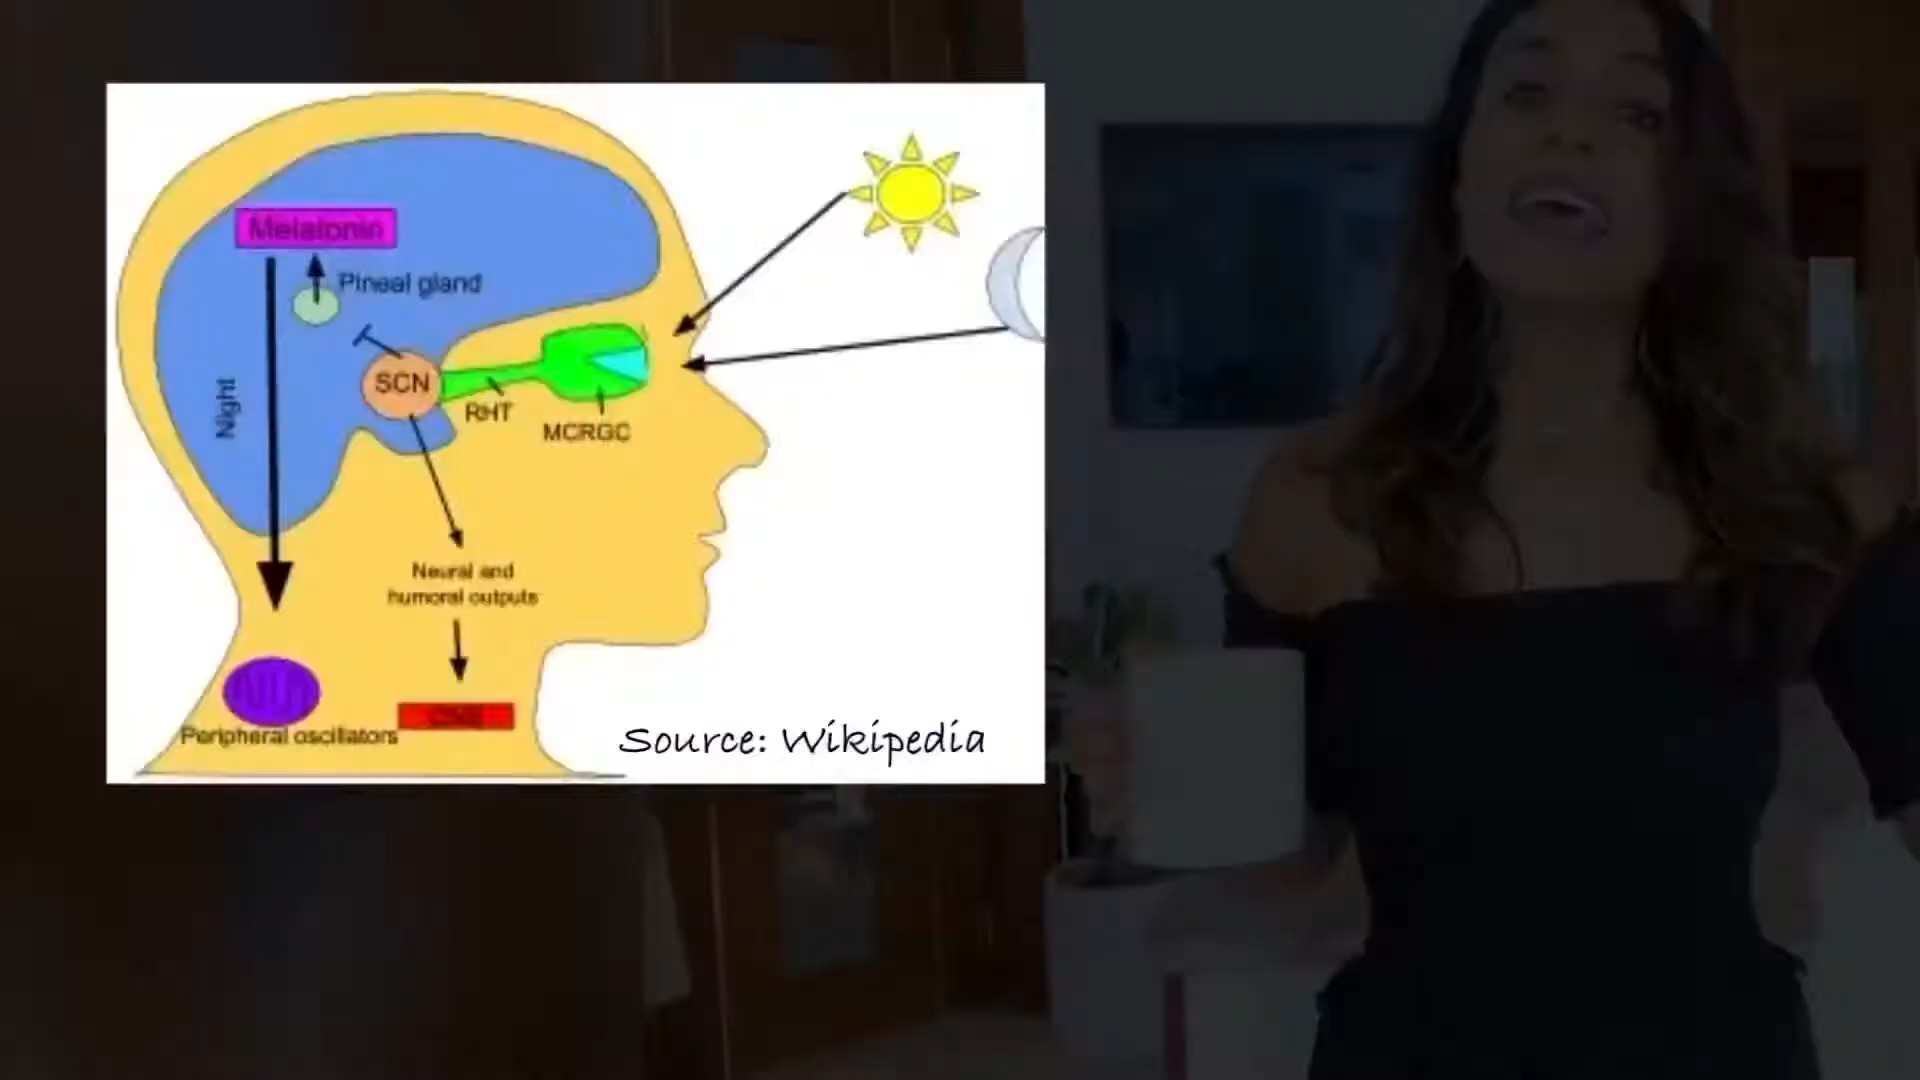 Melatonin
Pineal gland
Night
SCN
RHT
MCRGC
Neural and
humoral outputs
Peripheral oscillators
Source: Wikipedia